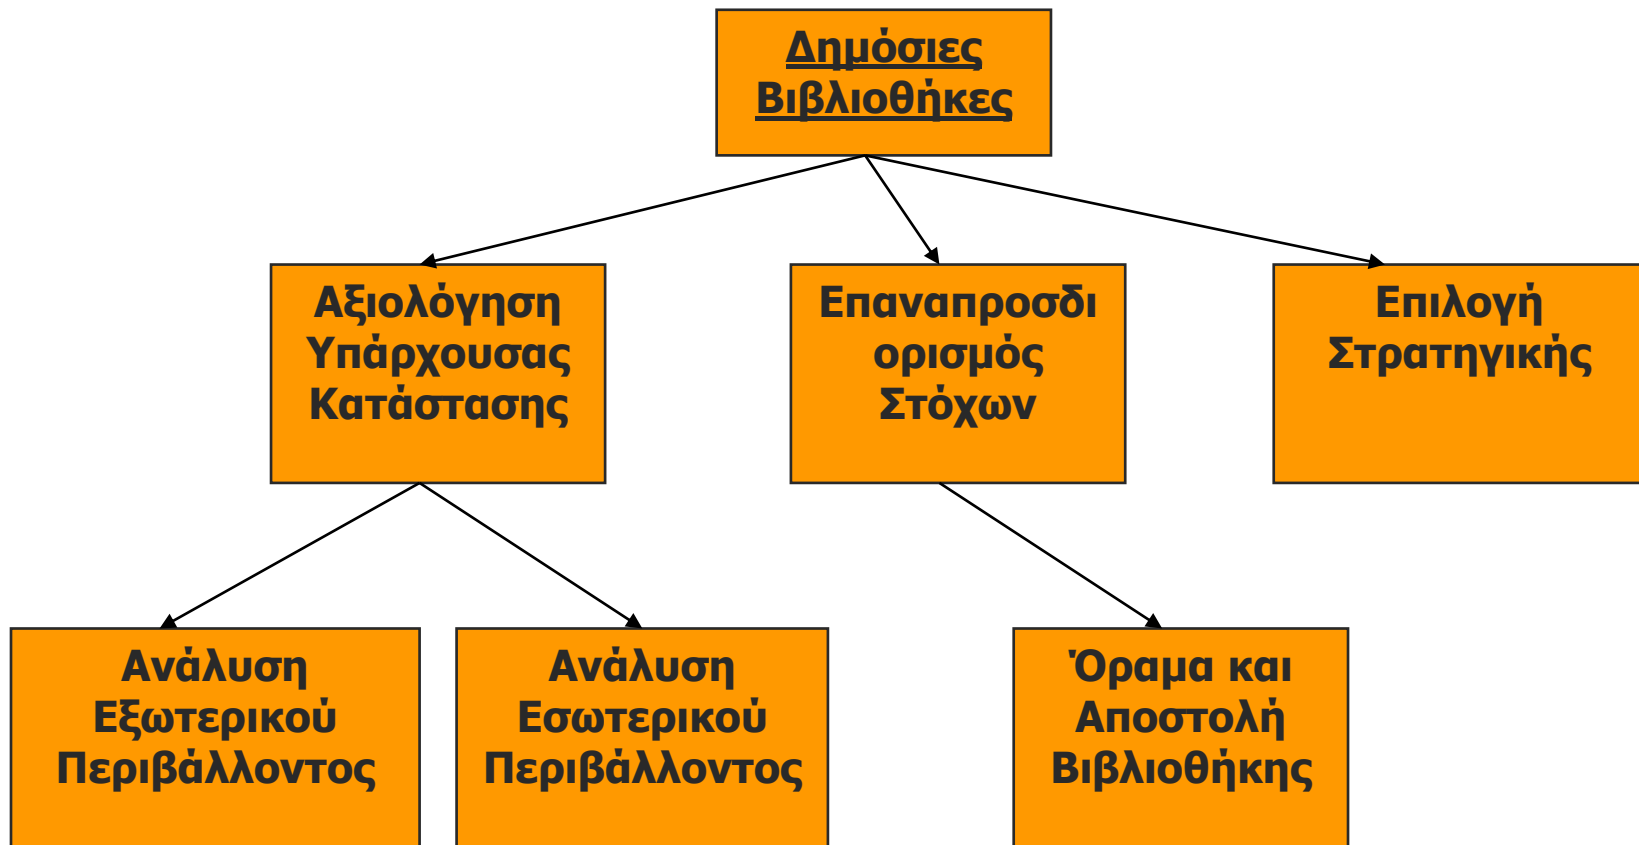 Δημόσιες
Βιβλιοθήκες
Αξιολόγηση
Υπάρχουσας
Κατάστασης
Επαναπροσδι
ορισμός
Στόχων
Επιλογή
Στρατηγικής
Ανάλυση
Εξωτερικού
Περιβάλλοντος
Ανάλυση
Εσωτερικού
Περιβάλλοντος
Όραμα και
Αποστολή
Βιβλιοθήκης